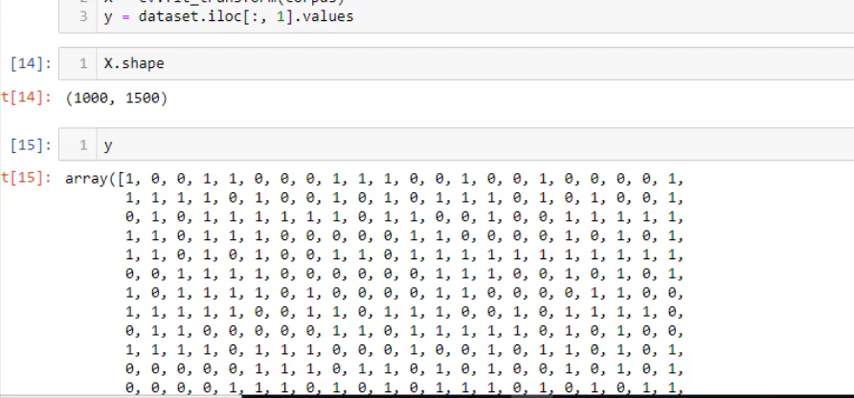 3 y = dataset.iloc[:, 1].values
[14]: 1 X.shape
t[14]: (1000, 1500)
[15]: 1 y
t[15]: array([1, 0, 0, 1, 1, 0, 0, 0, 1, 1, 1, 0, 0, 1, 0, 0, 1, 0, 0, 0, 0, 1,
1, 1, 1, 1, 0, 1, 0, 0, 1, 0, 1, 0, 1, 1, 1, 0, 1, 0, 1, 0, 0, 1,
0, 1, 0, 1, 1, 1, 1, 1, 1, 0, 1, 1, 0, 0, 1, 0, 0, 1, 1, 1, 1, 1,
1, 1, 0, 1, 1, 1, 0, 0, 0, 0, 0, 1, 1, 0, 0, 0, 0, 1, 0, 1, 0, 1,
1, 1, 0, 1, 0, 1, 0, 0, 1, 1, 0, 1, 1, 1, 1, 1, 1, 1, 1, 1, 1, 1,
0, 0, 1, 1, 1, 1, 0, 0, 0, 0, 0, 0, 1, 1, 1, 0, 0, 1, 0, 1, 0, 1,
1, 0, 1, 1, 1, 1, 0, 1, 0, 0, 0, 0, 1, 1, 0, 0, 0, 0, 1, 1, 0, 0,
1, 1, 1, 1, 1, 0, 0, 1, 1, 0, 1, 1, 1, 0, 0, 1, 0, 1, 1, 1, 1, 0,
0, 1, 1, 0, 0, 0, 0, 0, 1, 1, 0, 1, 1, 1, 1, 1, 0, 1, 0, 1, 0, 0,
1, 1, 1, 1, 0, 1, 1, 1, 0, 0, 0, 1, 0, 0, 1, 0, 1, 1, 0, 1, 0, 1,
0, 0, 0, 0, 0, 1, 1, 1, 0, 1, 1, 0, 1, 0, 1, 0, 0, 1, 0, 1, 0, 1,
0, 0, 0, 0, 1, 1, 1, 0, 1, 0, 1, 0, 1, 1, 1, 0, 1, 0, 1, 0, 1, 1,